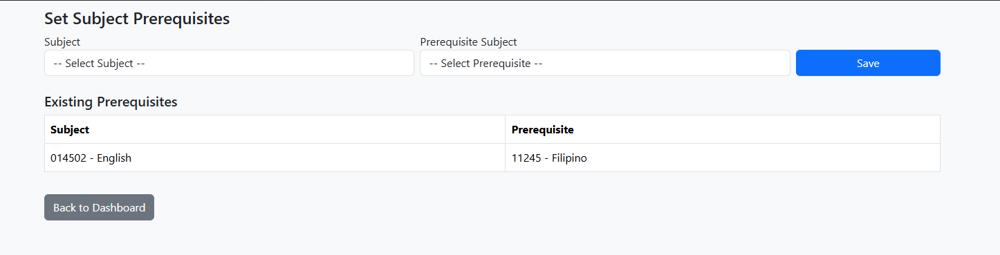 Set Subject Prerequisites
Subject
Prerequisite Subject
-- Select Subject --
-- Select Prerequisite --
Save
Existing Prerequisites
Subject
Prerequisite
014502 - English
11245 - Filipino
Back to Dashboard